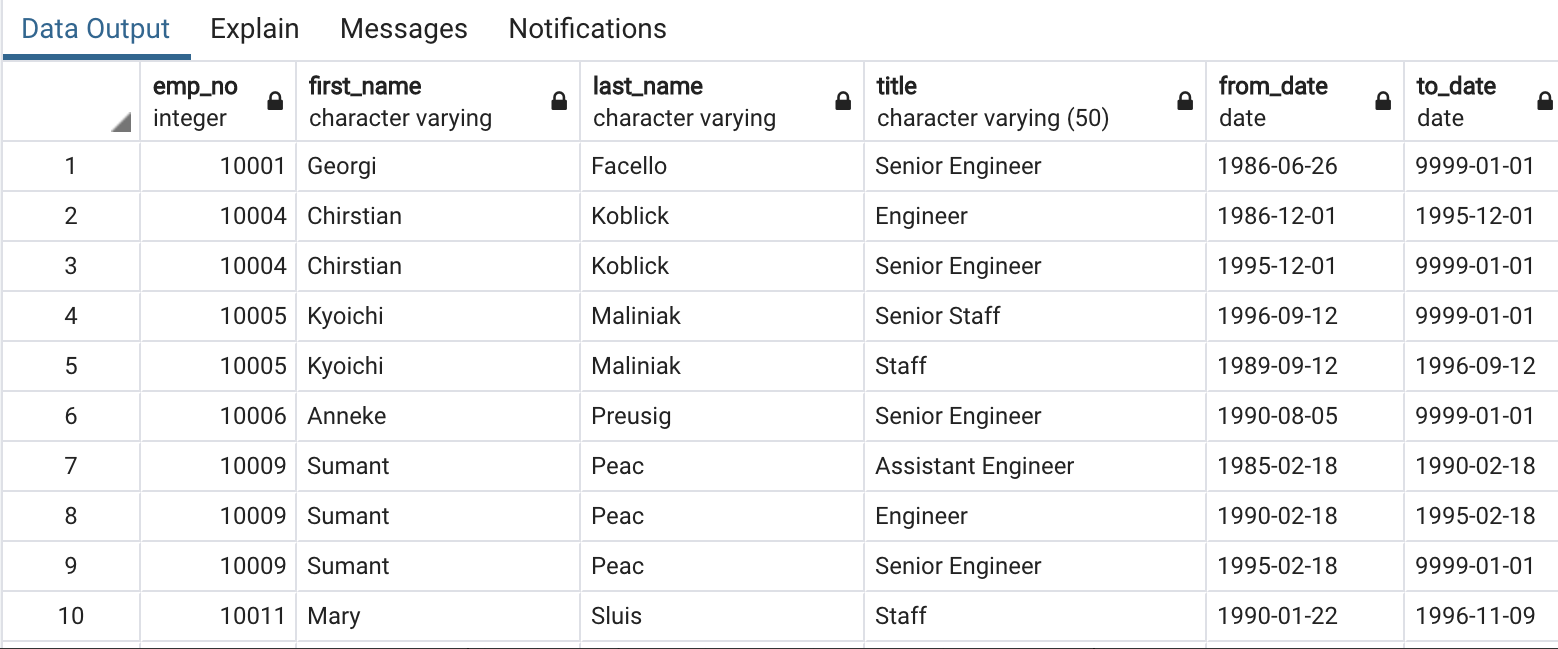 Data Output Explain Messages Notifications
emp_no first_name last_name title from_date to_date
integer character varying character varying character varying (50) date date
1 10001 Georgi Facello Senior Engineer 1986-06-26 9999-01-01
2 10004 Chirstian Koblick Engineer 1986-12-01 1995-12-01
3 10004 Chirstian Koblick Senior Engineer 1995-12-01 9999-01-01
4 10005 Kyoichi Maliniak Senior Staff 1996-09-12 9999-01-01
5 10005 Kyoichi Maliniak Staff 1989-09-12 1996-09-12
6 10006 Anneke Preusig Senior Engineer 1990-08-05 9999-01-01
7 10009 Sumant Peac Assistant Engineer 1985-02-18 1990-02-18
8 10009 Sumant Peac Engineer 1990-02-18 1995-02-18
9 10009 Sumant Peac Senior Engineer 1995-02-18 9999-01-01
10 10011 Mary Sluis Staff 1990-01-22 1996-11-09